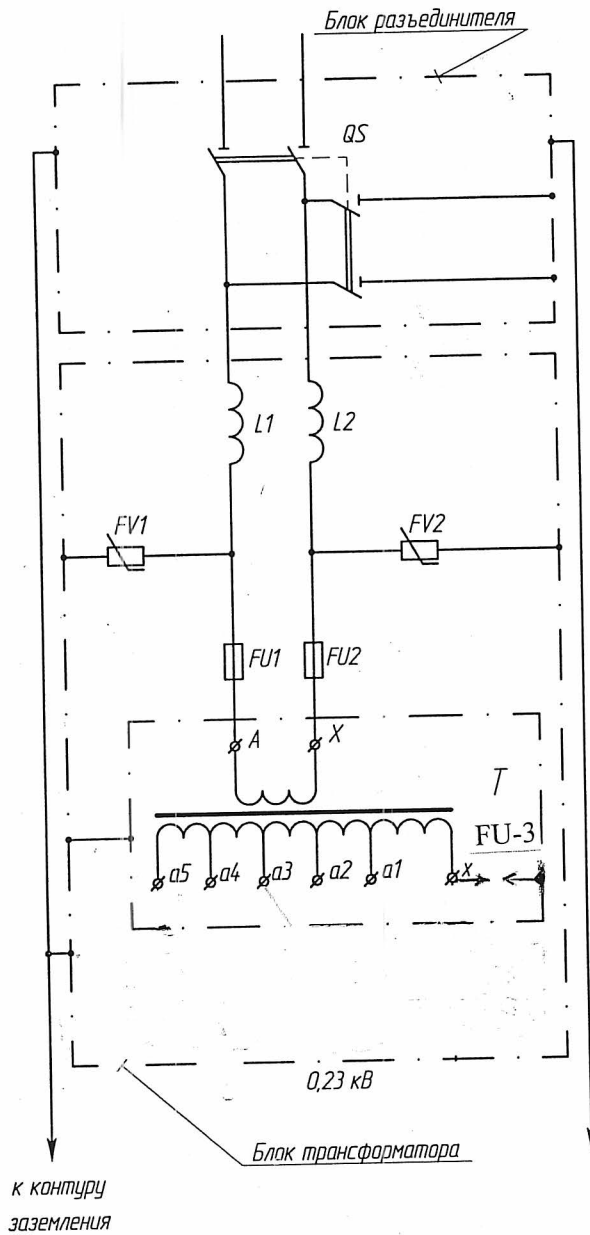 Блок разъединителя
QS
L1
L2
FV1
FV2
FU1
FU2
A
X
T
FU-3
a5
a4
a3
a2
a1
x
0,23 кВ
Блок трансформатора
к контуру
заземления